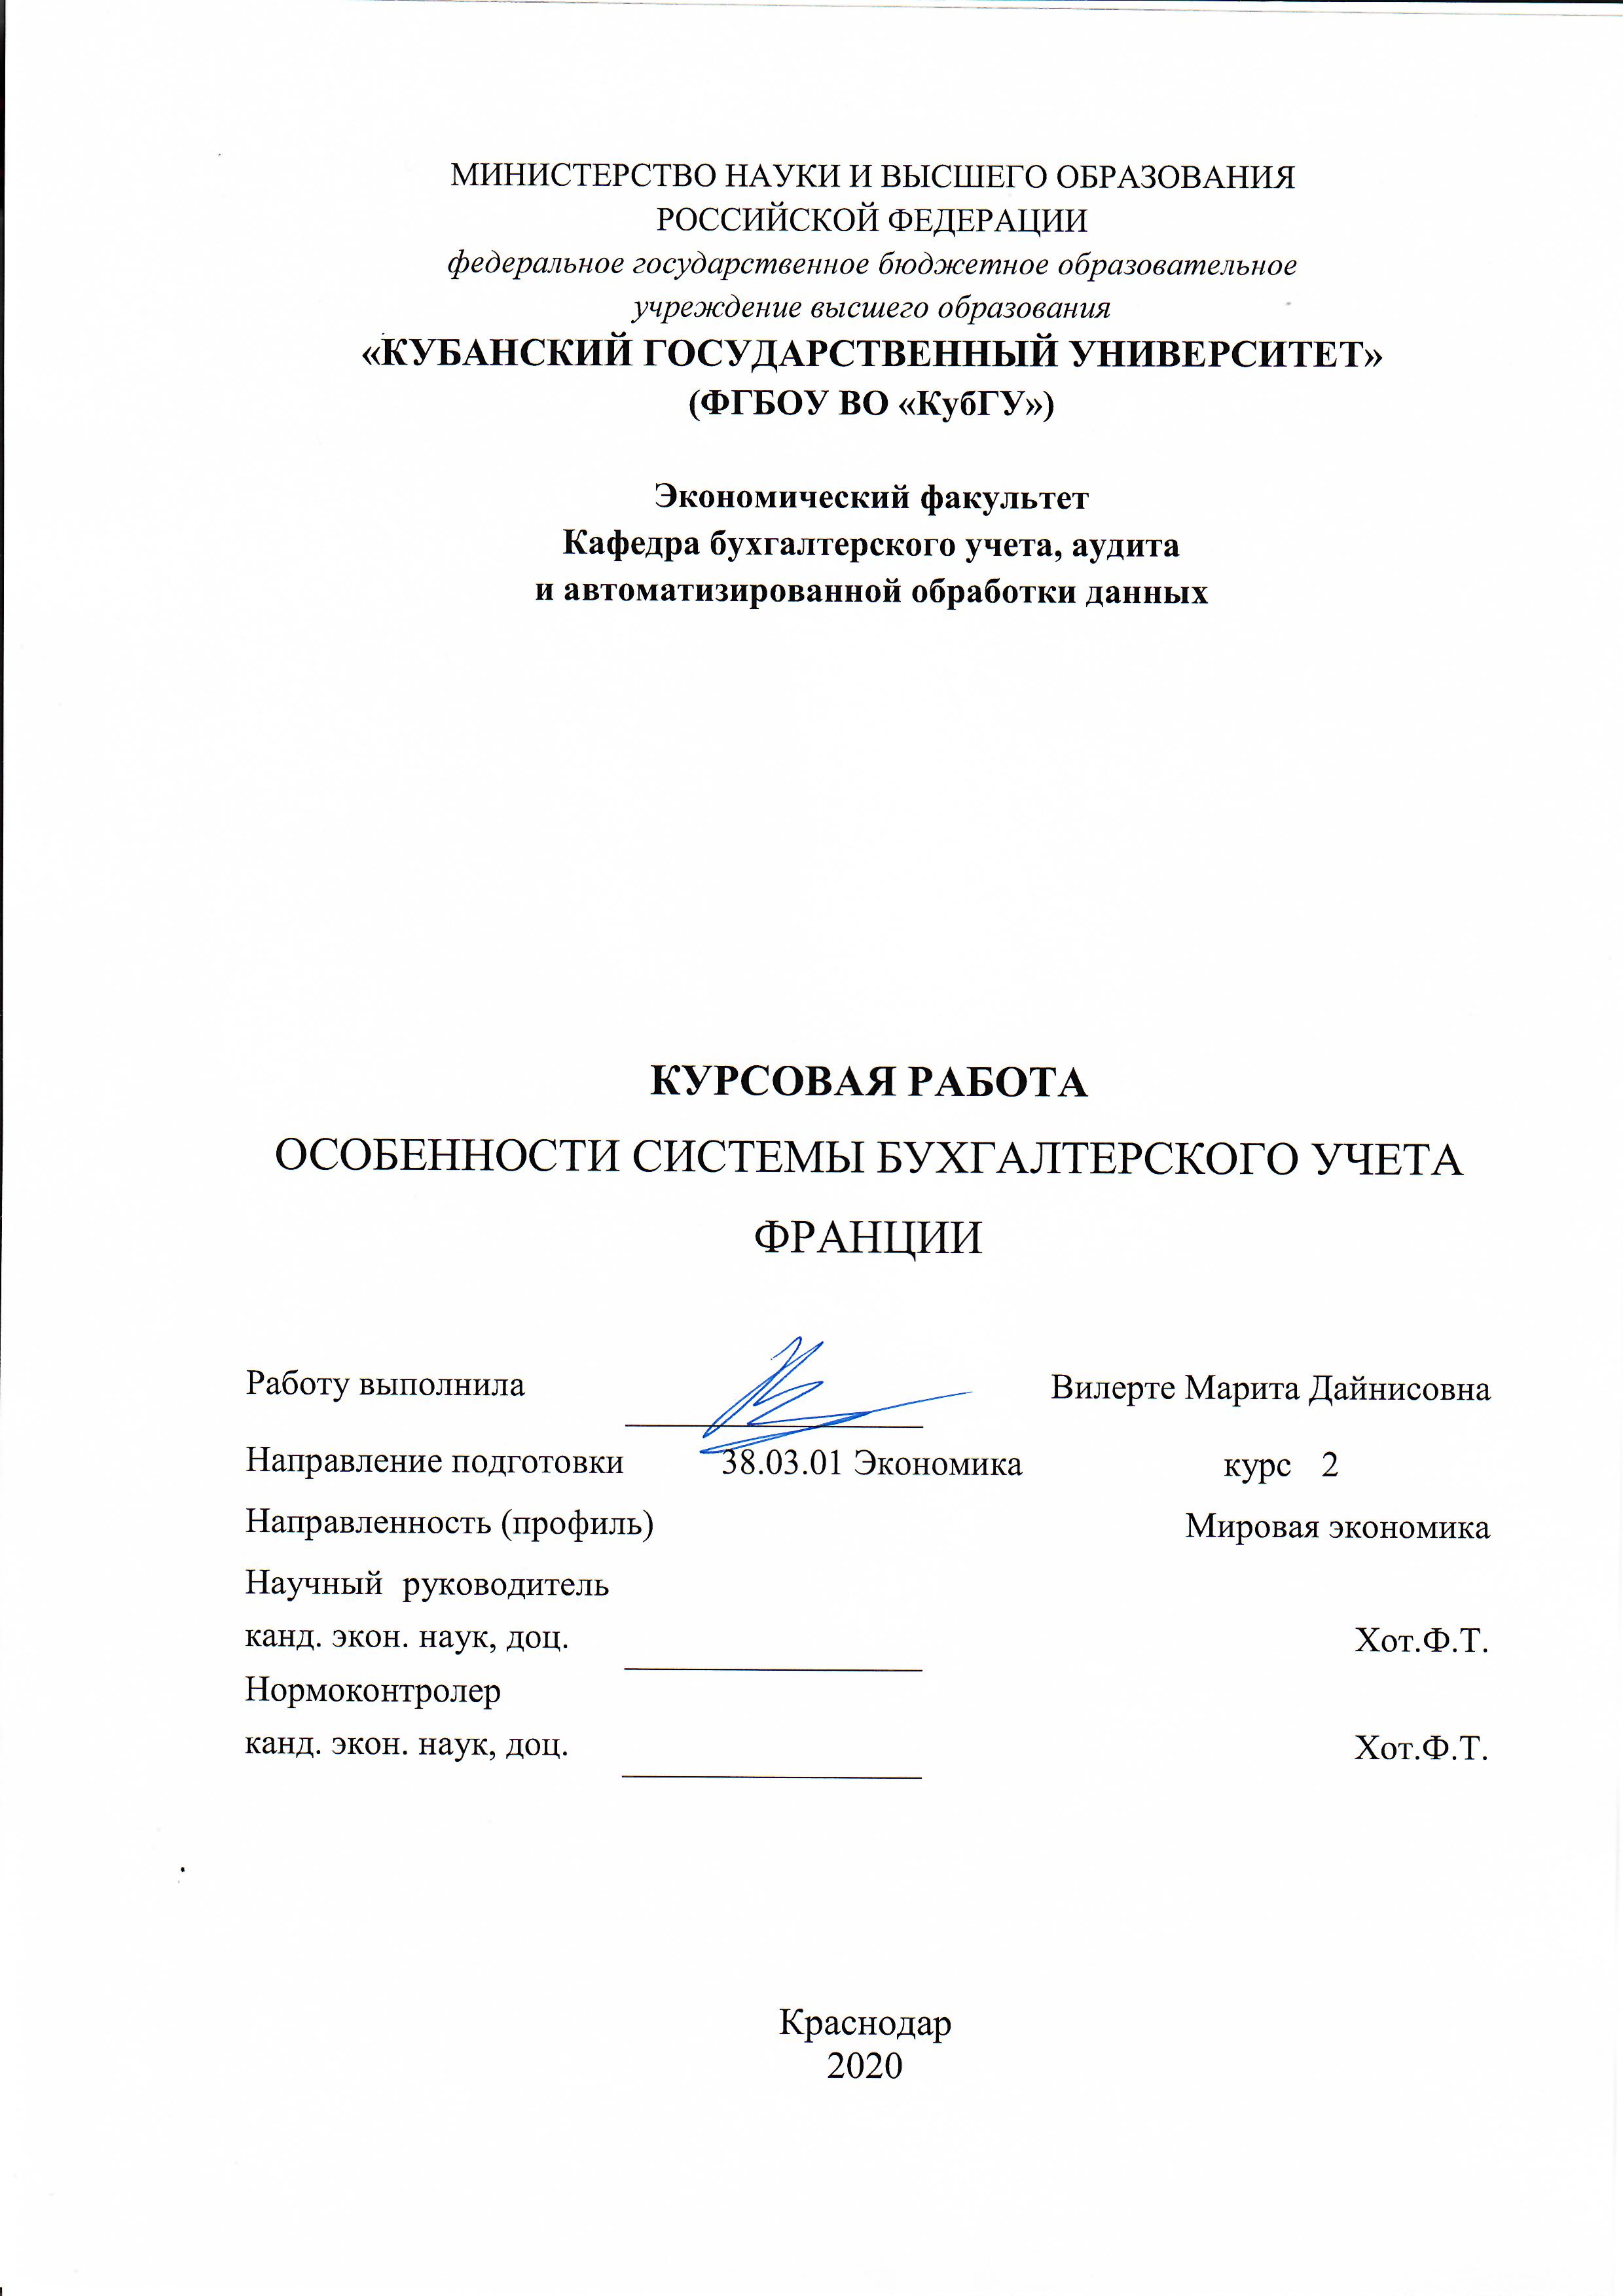 МИНИСТЕРСТВО НАУКИ И ВЫСШЕГО ОБРАЗОВАНИЯ
РОССИЙСКОЙ ФЕДЕРАЦИИ
федеральное государственное бюджетное образовательное
учреждение высшего образования
«КУБАНСКИЙ ГОСУДАРСТВЕННЫЙ УНИВЕРСИТЕТ»
(ФГБОУ ВО «КубГУ»)
Экономический факультет
Кафедра бухгалтерского учета, аудита
и автоматизированной обработки данных
КУРСОВАЯ РАБОТА
ОСОБЕННОСТИ СИСТЕМЫ БУХГАЛТЕРСКОГО УЧЕТА
ФРАНЦИИ
Работу выполнила Вилерте Марита Дайнисовна
Направление подготовки 38.03.01 Экономика курс 2
Направленность (профиль) Мировая экономика
Научный руководитель
канд. экон. наук, доц. Хот.Ф.Т.
Нормоконтролер
канд. экон. наук, доц. Хот.Ф.Т.
Краснодар
2020